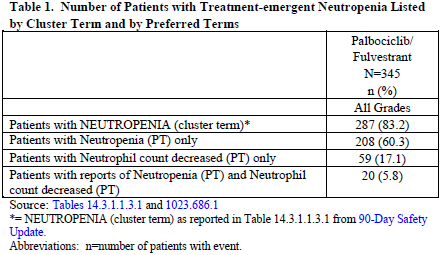 Table 1. Number of Patients with Treatment-emergent Neutropenia Listed
by Cluster Term and by Preferred Terms
Palbociclib/
Fulvestrant
N=345
n (%)
All Grades
Patients with NEUTROPENIA (cluster term)* 287 (83.2)
Patients with Neutropenia (PT) only 208 (60.3)
Patients with Neutrophil count decreased (PT) only 59 (17.1)
Patients with reports of Neutropenia (PT) and Neutrophil 20 (5.8)
count decreased (PT)
Source: Tables 14.3.1.1.3.1 and 1023.686.1
*= NEUTROPENIA (cluster term) as reported in Table 14.3.1.1.3.1 from 90-Day Safety
Update.
Abbreviations: n=number of patients with event.